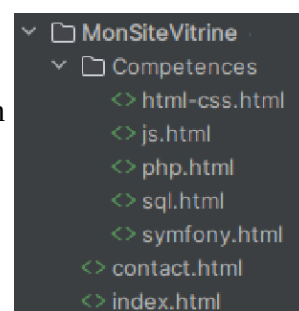 MonSiteVitrine
Competences
<> html-css.html
n
<> js.html
<> php.html
<> sql.html
<> symfony.html
<> contact.html
<> index.html